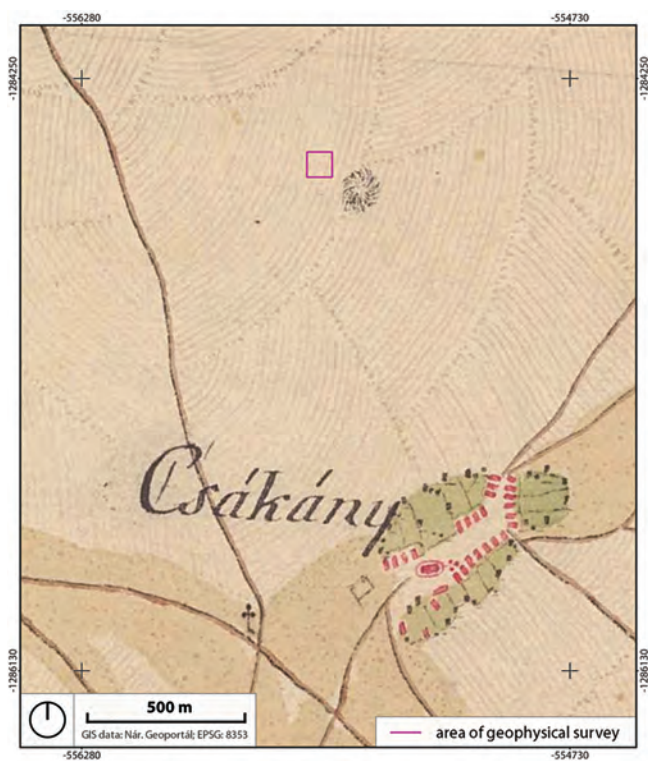 -556280 -554730
-1284250 -1284250
Csákány
-1286130 -1286130
500 m
GIS data: Nár. Geoportál; EPSG: 8353
area of geophysical survey
-556280 -554730